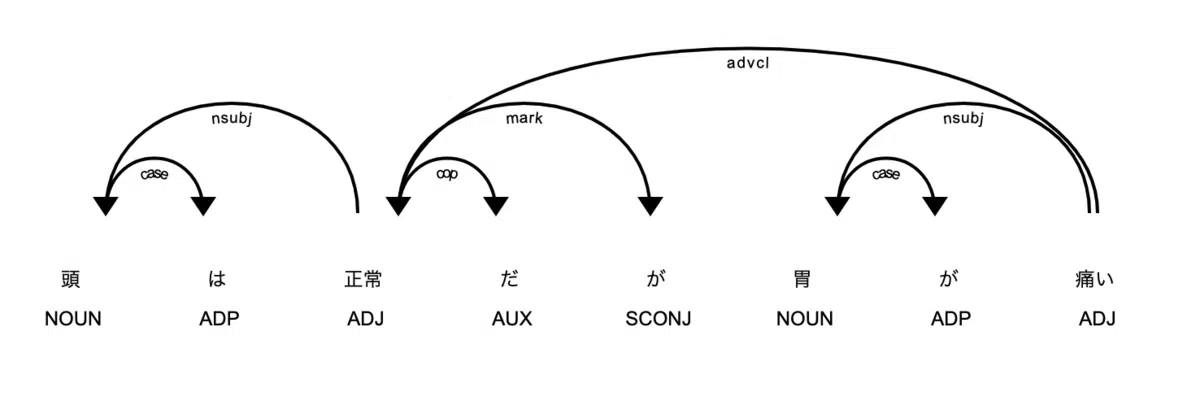 advcl
nsubj mark nsubj
case cop case
頭 は 正常 だ が 胃 が 痛い
NOUN ADP ADJ AUX SCONJ NOUN ADP ADJ